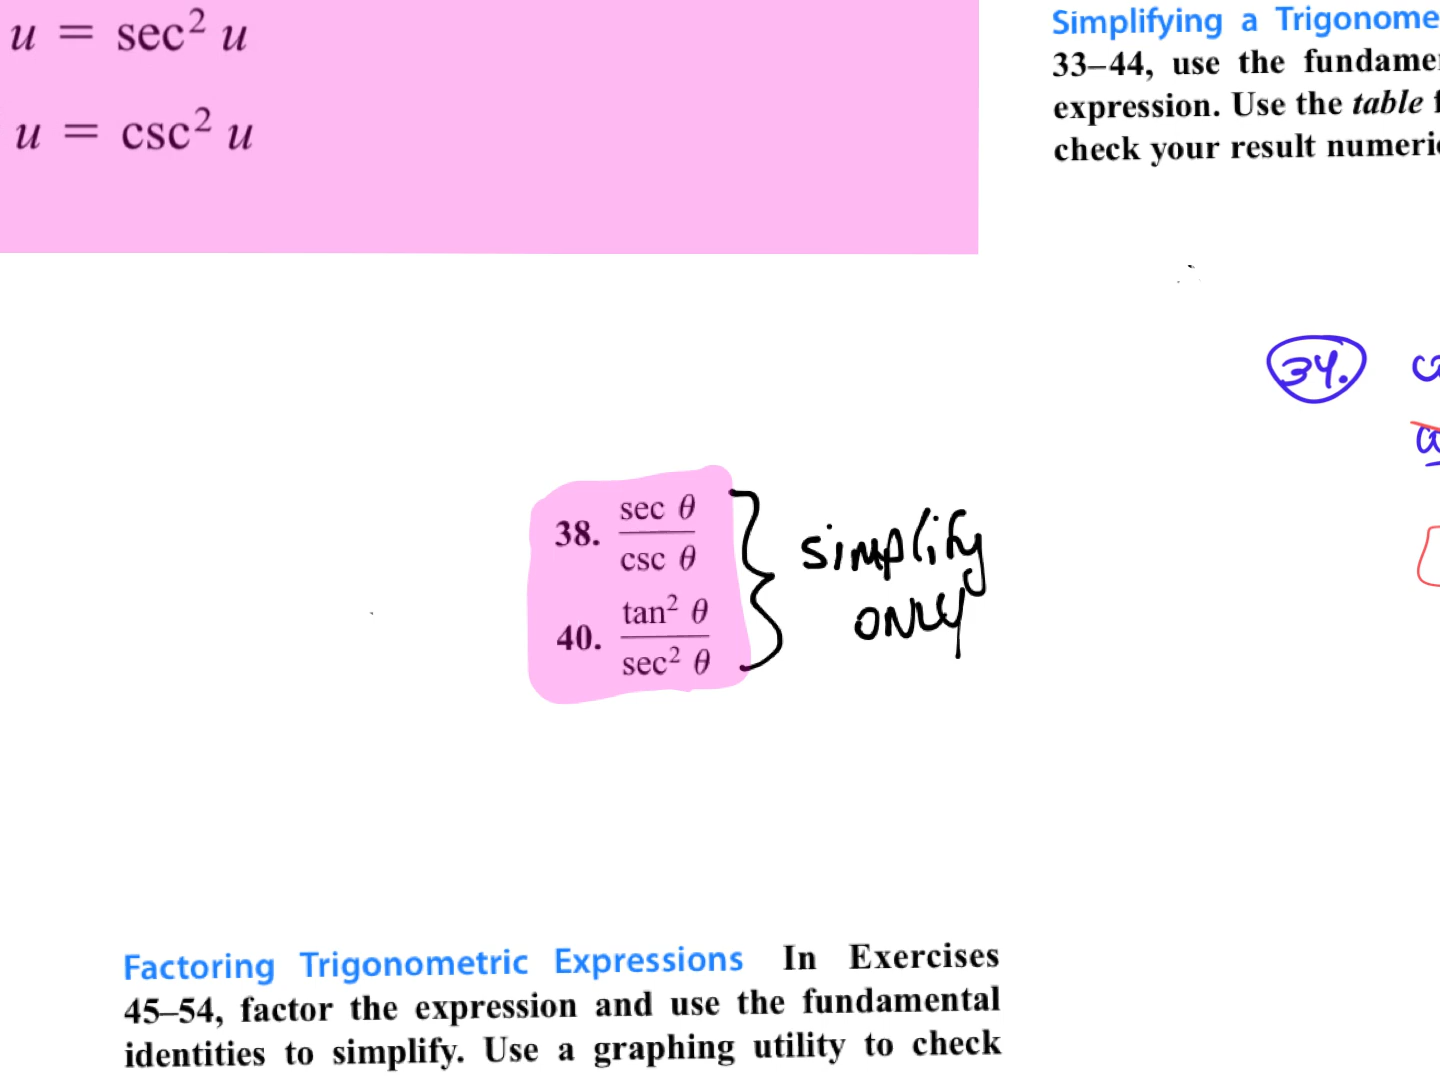 u = sec² u
u = csc² u
Simplifying a Trigonome
33–44, use the fundame
expression. Use the table f
check your result numeri
34.
38. sec θ / csc θ
40. tan² θ / sec² θ
simplify
ONLY
Factoring Trigonometric Expressions In Exercises
45–54, factor the expression and use the fundamental
identities to simplify. Use a graphing utility to check